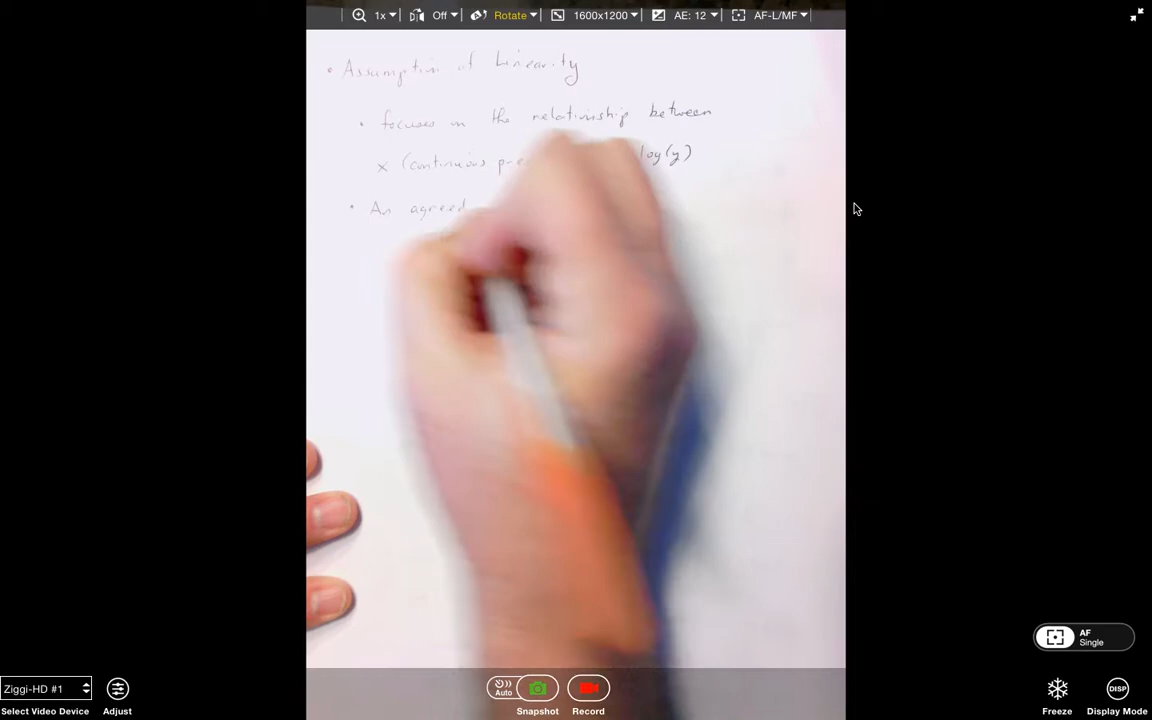 1x Off Rotate 1600x1200 AE: 12 AF-L/MF
• Assumption of Linearity
• focuses on the relationship between
x (continuous log(y)
• An agreed
AF
Single
Ziggi-HD #1
Auto
Select Video Device Adjust Snapshot Record Freeze Display Mode
DISP